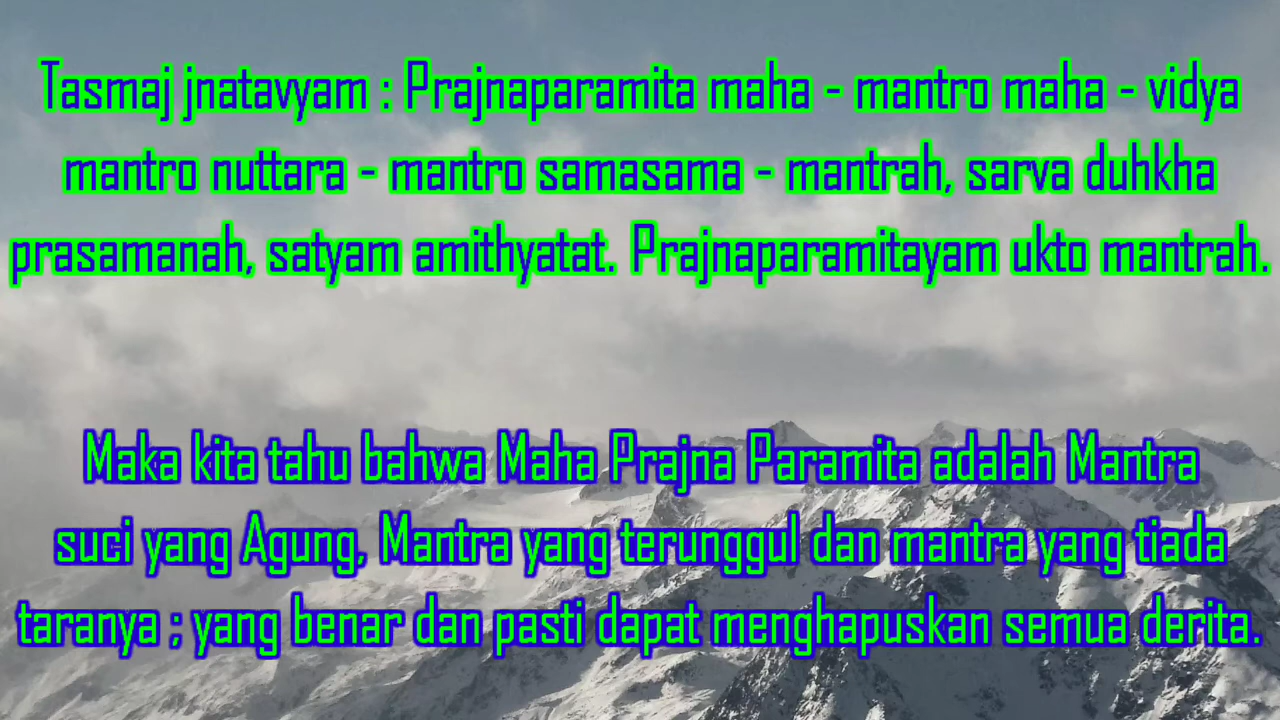 Tasmaj jnatavyam : Prajnaparamita maha - mantro maha - vidya
mantro nuttara - mantro samasama - mantrah, sarva duhkha
prasamanah, satyam amithyatat. Prajnaparamitayam ukto mantrah.
Maka kita tahu bahwa Maha Prajna Paramita adalah Mantra
suci yang Agung, Mantra yang terunggul dan mantra yang tiada
taranya ; yang benar dan pasti dapat menghapuskan semua derita.